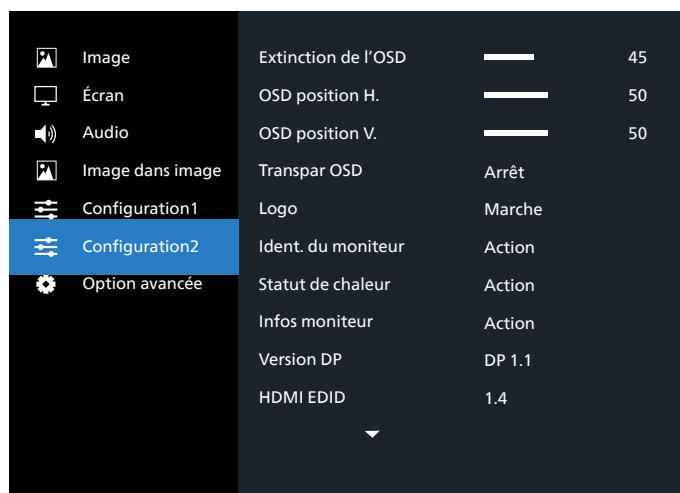 Image
Écran
Audio
Image dans image
Configuration1
Configuration2
Option avancée
Extinction de l’OSD 45
OSD position H. 50
OSD position V. 50
Transpar OSD Arrêt
Logo Marche
Ident. du moniteur Action
Statut de chaleur Action
Infos moniteur Action
Version DP DP 1.1
HDMI EDID 1.4